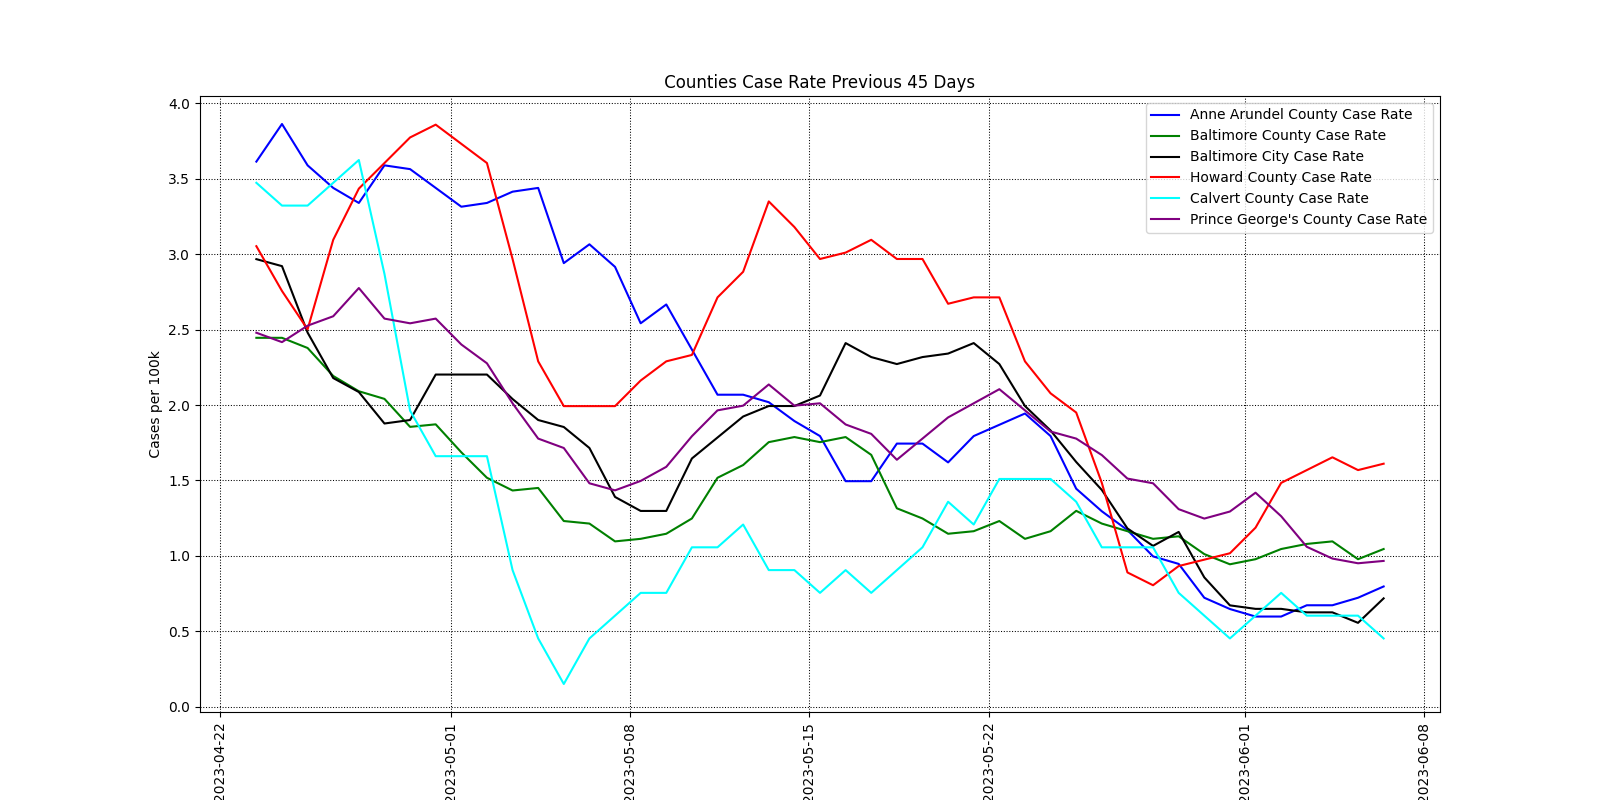 Counties Case Rate Previous 45 Days
Cases per 100k
4.0
3.5
3.0
2.5
2.0
1.5
1.0
0.5
0.0
Anne Arundel County Case Rate
Baltimore County Case Rate
Baltimore City Case Rate
Howard County Case Rate
Calvert County Case Rate
Prince George's County Case Rate
2023-04-22
2023-05-01
2023-05-08
2023-05-15
2023-05-22
2023-06-01
2023-06-08